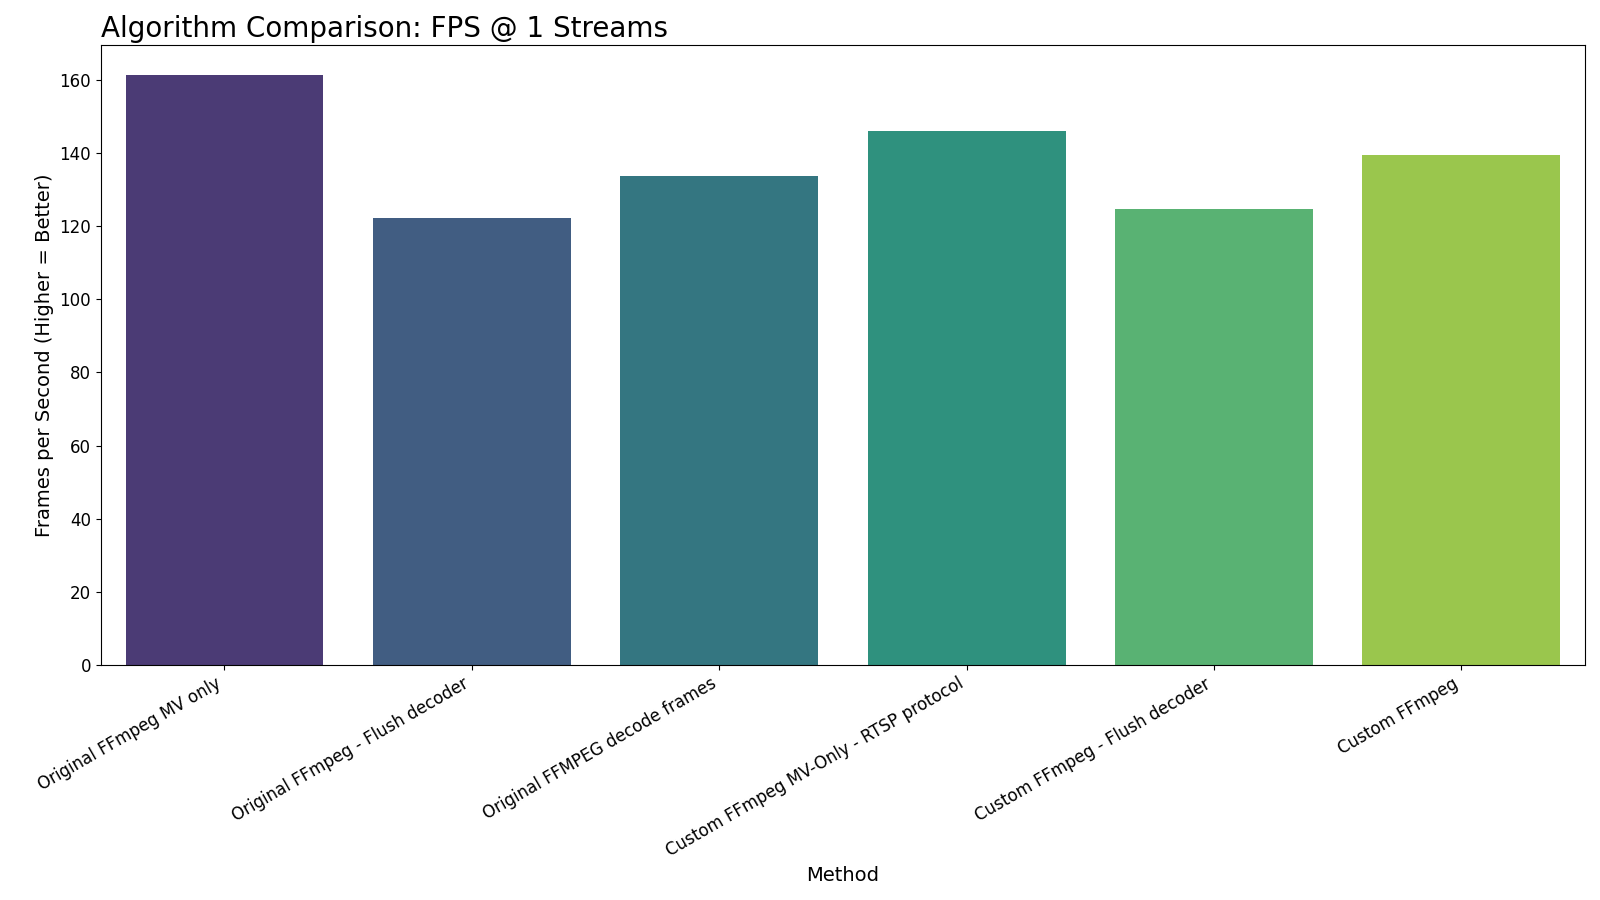 Algorithm Comparison: FPS @ 1 Streams
Frames per Second (Higher = Better)
160
140
120
100
80
60
40
20
0
Original FFmpeg MV only
Original FFmpeg - Flush decoder
Original FFMPEG decode frames
Custom FFmpeg MV-Only - RTSP protocol
Custom FFmpeg - Flush decoder
Custom FFmpeg
Method